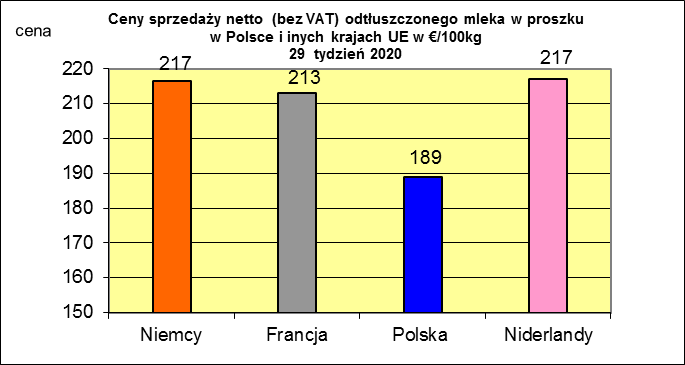 Ceny sprzedaży netto (bez VAT) odtłuszczonego mleka w proszku
w Polsce i inych krajach UE w €/100kg
29 tydzień 2020
cena
220
210
200
190
180
170
160
150
217
213
189
217
Niemcy
Francja
Polska
Niderlandy